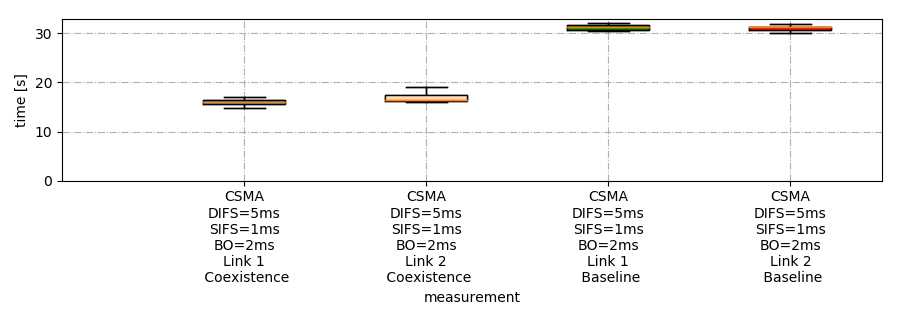 time [s]
30
20
10
0
CSMA
DIFS=5ms
SIFS=1ms
BO=2ms
Link 1
Coexistence
CSMA
DIFS=5ms
SIFS=1ms
BO=2ms
Link 2
Coexistence
CSMA
DIFS=5ms
SIFS=1ms
BO=2ms
Link 1
Baseline
CSMA
DIFS=5ms
SIFS=1ms
BO=2ms
Link 2
Baseline
measurement